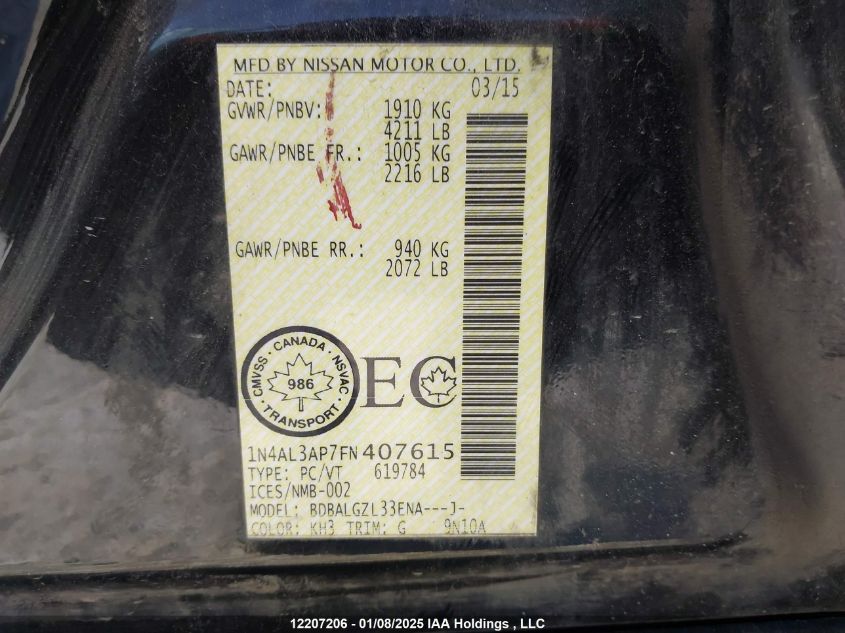 MFD BY NISSAN MOTOR CO., LTD.
DATE: 03/15
GVWR/PNBV: 1910 KG
4211 LB
GAWR/PNBE FR.: 1005 KG
2216 LB
GAWR/PNBE RR.: 940 KG
2072 LB
CMVSS · CANADA · NSVAC
986
TRANSPORT
EC
1N4AL3AP7FN407615
TYPE: PC/VT 619784
ICES/NMB-002
MODEL: BDBALGZL33ENA---J-
COLOR: KH3 TRIM: G 9N10A
12207206 - 01/08/2025 IAA Holdings , LLC